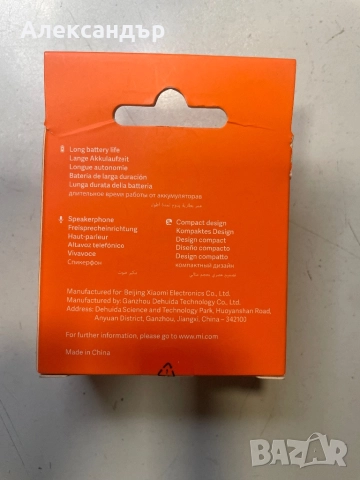 Александър
Long battery life
Lange Akkulaufzeit
Longue autonomie
Batería de larga duración
Lunga durata della batteria
длительное время работы от аккумуляторов
Speakerphone
Freisprecheinrichtung
Haut-parleur
Altavoz telefónico
Vivavoce
Спикерфон
Compact design
Kompaktes Design
Design compact
Diseño compacto
Design compatto
компактный дизайн
Manufactured for: Beijing Xiaomi Electronics Co., Ltd.
Manufactured by: Ganzhou Dehuida Technology Co., Ltd.
Address: Dehuida Science and Technology Park, Huoyanshan Road,
Anyuan District, Ganzhou, Jiangxi, China - 342100
For further information, please go to www.mi.com
Made in China
BAZAR